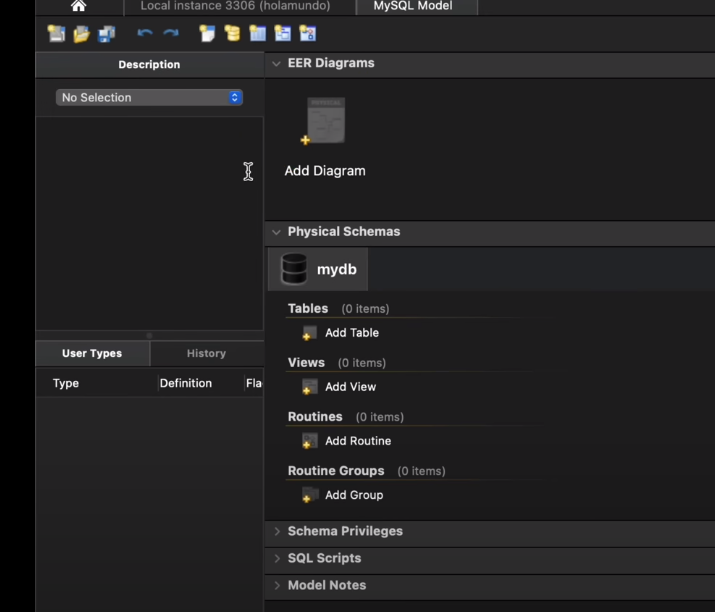 Local instance 3306 (holamundo)
MySQL Model
Description
No Selection
User Types
History
Type
Definition
Fla
EER Diagrams
Add Diagram
Physical Schemas
mydb
Tables (0 items)
Add Table
Views (0 items)
Add View
Routines (0 items)
Add Routine
Routine Groups (0 items)
Add Group
Schema Privileges
SQL Scripts
Model Notes